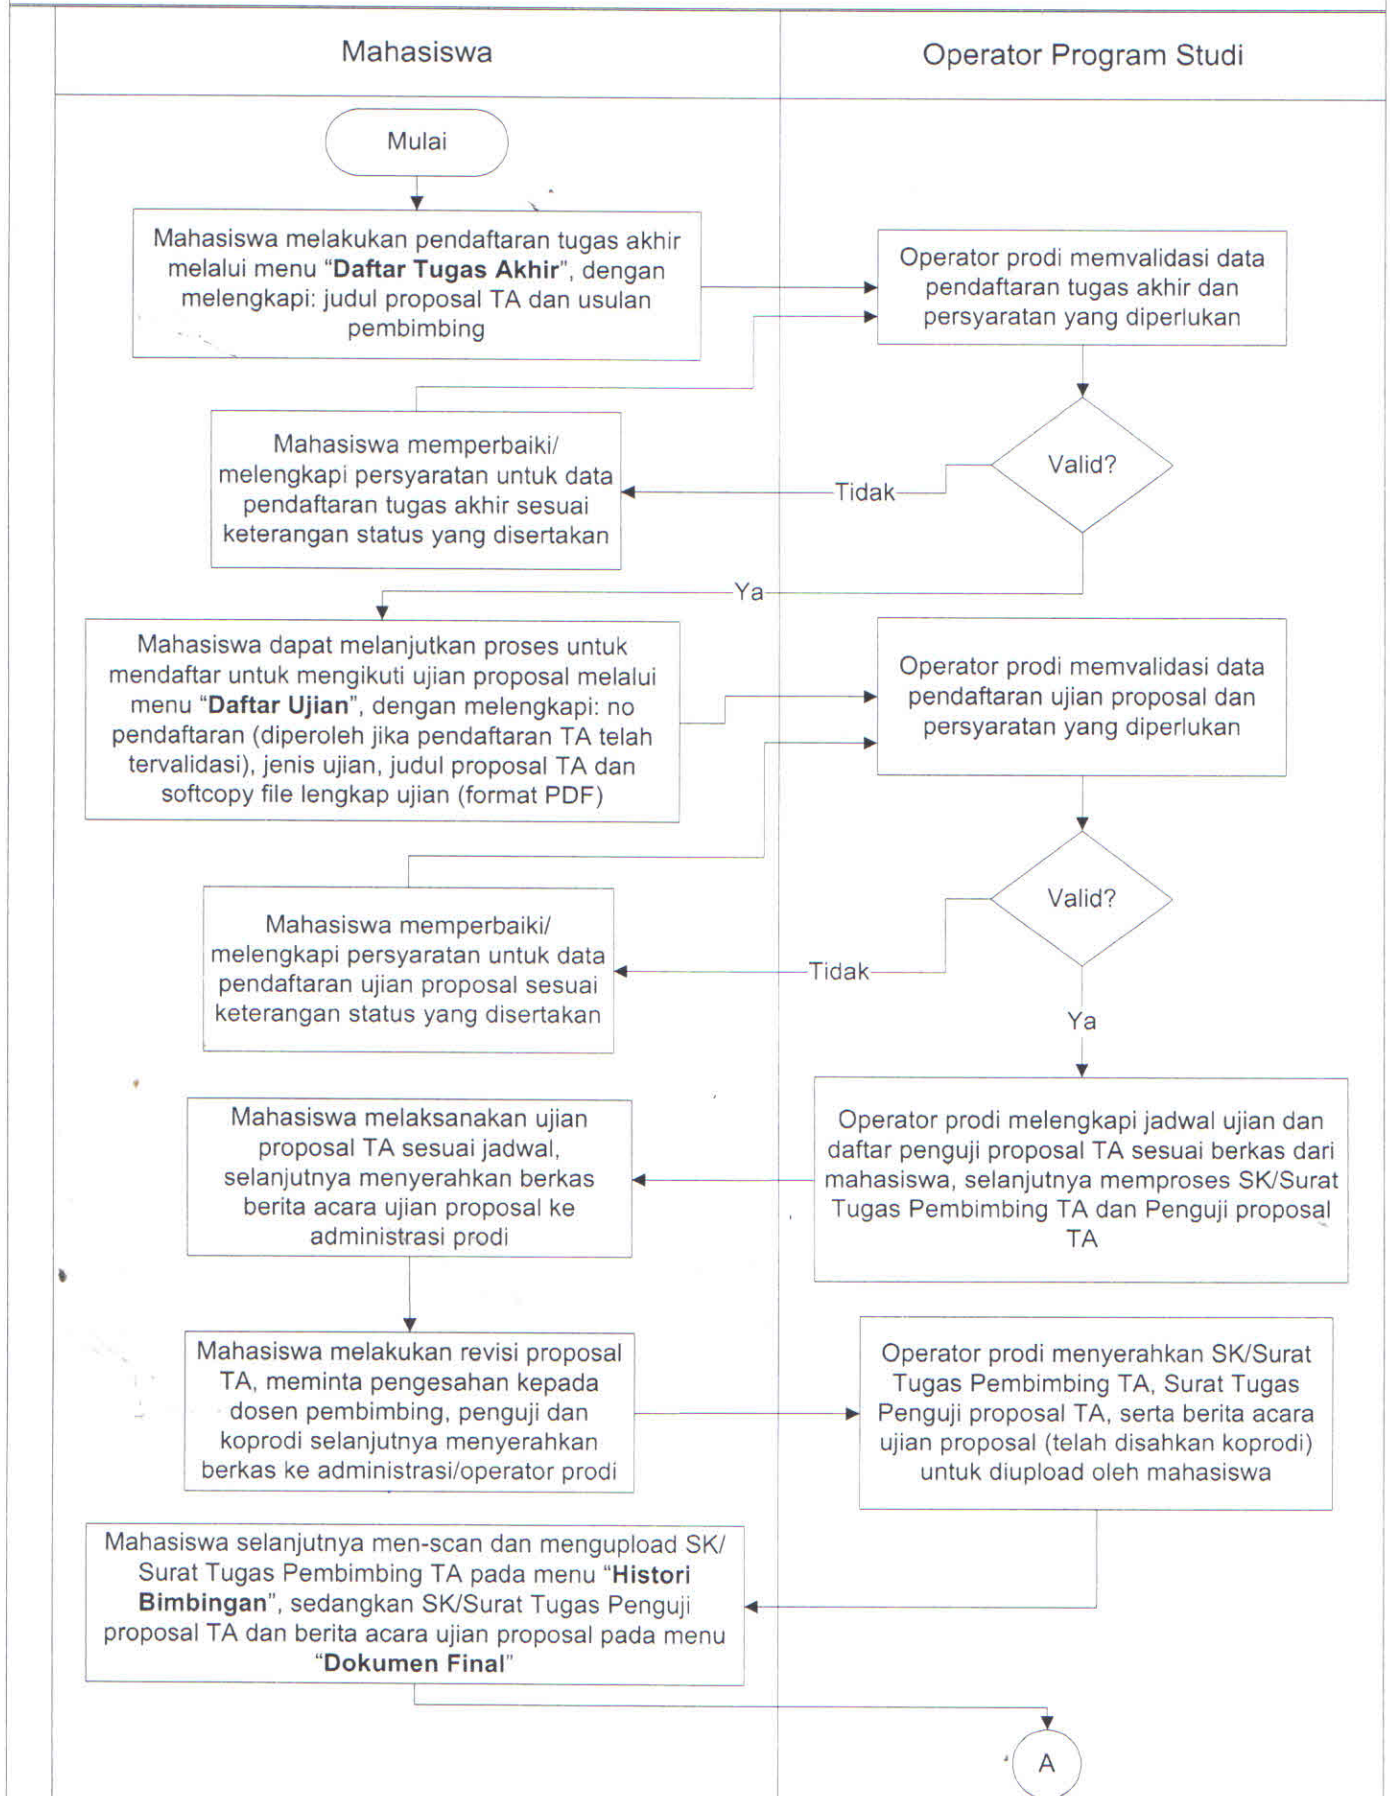 Mahasiswa
Operator Program Studi
Mulai
Mahasiswa melakukan pendaftaran tugas akhir
melalui menu “Daftar Tugas Akhir”, dengan
melengkapi: judul proposal TA dan usulan
pembimbing
Operator prodi memvalidasi data
pendaftaran tugas akhir dan
persyaratan yang diperlukan
Valid?
Tidak
Mahasiswa memperbaiki/
melengkapi persyaratan untuk data
pendaftaran tugas akhir sesuai
keterangan status yang disertakan
Ya
Mahasiswa dapat melanjutkan proses untuk
mendaftar untuk mengikuti ujian proposal melalui
menu “Daftar Ujian”, dengan melengkapi: no
pendaftaran (diperoleh jika pendaftaran TA telah
tervalidasi), jenis ujian, judul proposal TA dan
softcopy file lengkap ujian (format PDF)
Operator prodi memvalidasi data
pendaftaran ujian proposal dan
persyaratan yang diperlukan
Valid?
Tidak
Mahasiswa memperbaiki/
melengkapi persyaratan untuk data
pendaftaran ujian proposal sesuai
keterangan status yang disertakan
Ya
Operator prodi melengkapi jadwal ujian dan
daftar penguji proposal TA sesuai berkas dari
mahasiswa, selanjutnya memproses SK/Surat
Tugas Pembimbing TA dan Penguji proposal
TA
Mahasiswa melaksanakan ujian
proposal TA sesuai jadwal,
selanjutnya menyerahkan berkas
berita acara ujian proposal ke
administrasi prodi
Mahasiswa melakukan revisi proposal
TA, meminta pengesahan kepada
dosen pembimbing, penguji dan
koprodi selanjutnya menyerahkan
berkas ke administrasi/operator prodi
Operator prodi menyerahkan SK/Surat
Tugas Pembimbing TA, Surat Tugas
Penguji proposal TA, serta berita acara
ujian proposal (telah disahkan koprodi)
untuk diupload oleh mahasiswa
Mahasiswa selanjutnya men-scan dan mengupload SK/
Surat Tugas Pembimbing TA pada menu “Histori
Bimbingan”, sedangkan SK/Surat Tugas Penguji
proposal TA dan berita acara ujian proposal pada menu
“Dokumen Final”
A